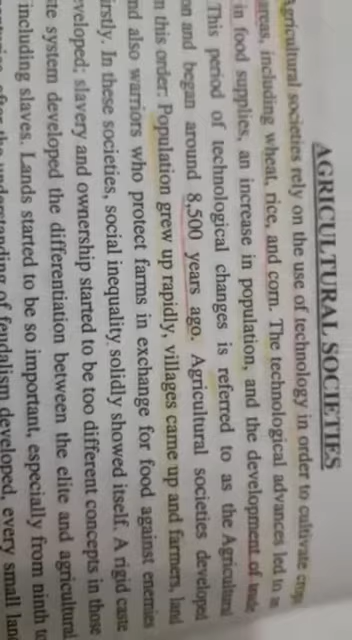 AGRICULTURAL SOCIETIES
Agricultural societies rely on the use of technology in order to cultivate crops
areas, including wheat, rice, and corn. The technological advances led to an
in food supplies, an increase in population, and the development of trade
This period of technological changes is referred to as the Agricultural
on and began around 8,500 years ago. Agricultural societies developed
n this order: Population grew up rapidly, villages came up and farmers, land
nd also warriors who protect farms in exchange for food against enemies
irstly. In these societies, social inequality solidly showed itself. A rigid caste
eveloped; slavery and ownership started to be too different concepts in those
te system developed the differentiation between the elite and agricultural
including slaves. Lands started to be so important, especially from ninth to
after the understanding of feudalism developed, every small land